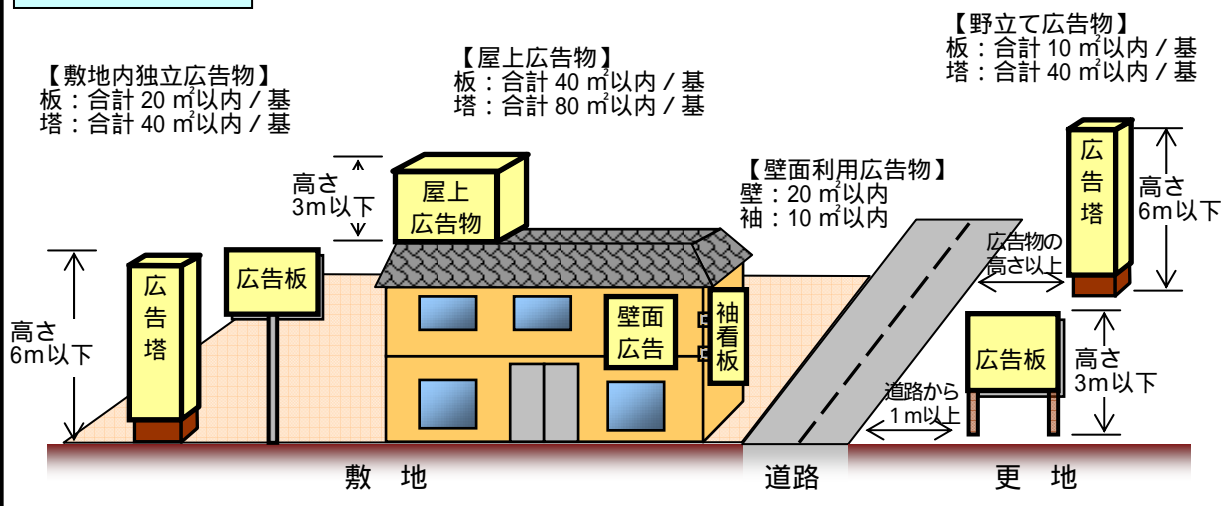 【敷地内独立広告物】
板：合計 20 ㎡以内 / 基
塔：合計 40 ㎡以内 / 基
【屋上広告物】
板：合計 40 ㎡以内 / 基
塔：合計 80 ㎡以内 / 基
【野立て広告物】
板：合計 10 ㎡以内 / 基
塔：合計 40 ㎡以内 / 基
【壁面利用広告物】
壁：20 ㎡以内
袖：10 ㎡以内
高さ
3m以下
屋上
広告物
広告塔
高さ
6m以下
広告物の
高さ以上
高さ
6m以下
広告塔
広告板
壁面
広告
袖看板
広告板
高さ
3m以下
道路から
1m以上
敷 地
道路
更 地